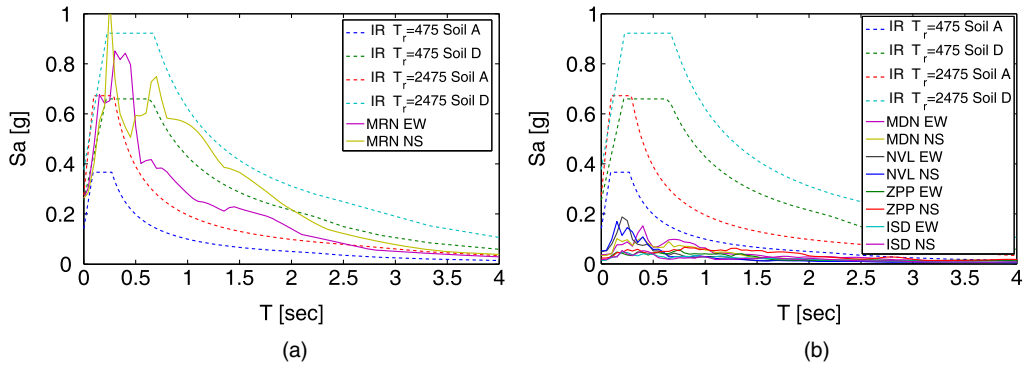 1
0.8
0.6
0.4
0.2
0
Sa [g]
0 0.5 1 1.5 2 2.5 3 3.5 4
T [sec]
IR T_r=475 Soil A
IR T_r=475 Soil D
IR T_r=2475 Soil A
IR T_r=2475 Soil D
MRN EW
MRN NS
(a)
1
0.8
0.6
0.4
0.2
0
Sa [g]
0 0.5 1 1.5 2 2.5 3 3.5 4
T [sec]
IR T_r=475 Soil A
IR T_r=475 Soil D
IR T_r=2475 Soil A
IR T_r=2475 Soil D
MDN EW
MDN NS
NVL EW
NVL NS
ZPP EW
ZPP NS
ISD EW
ISD NS
(b)